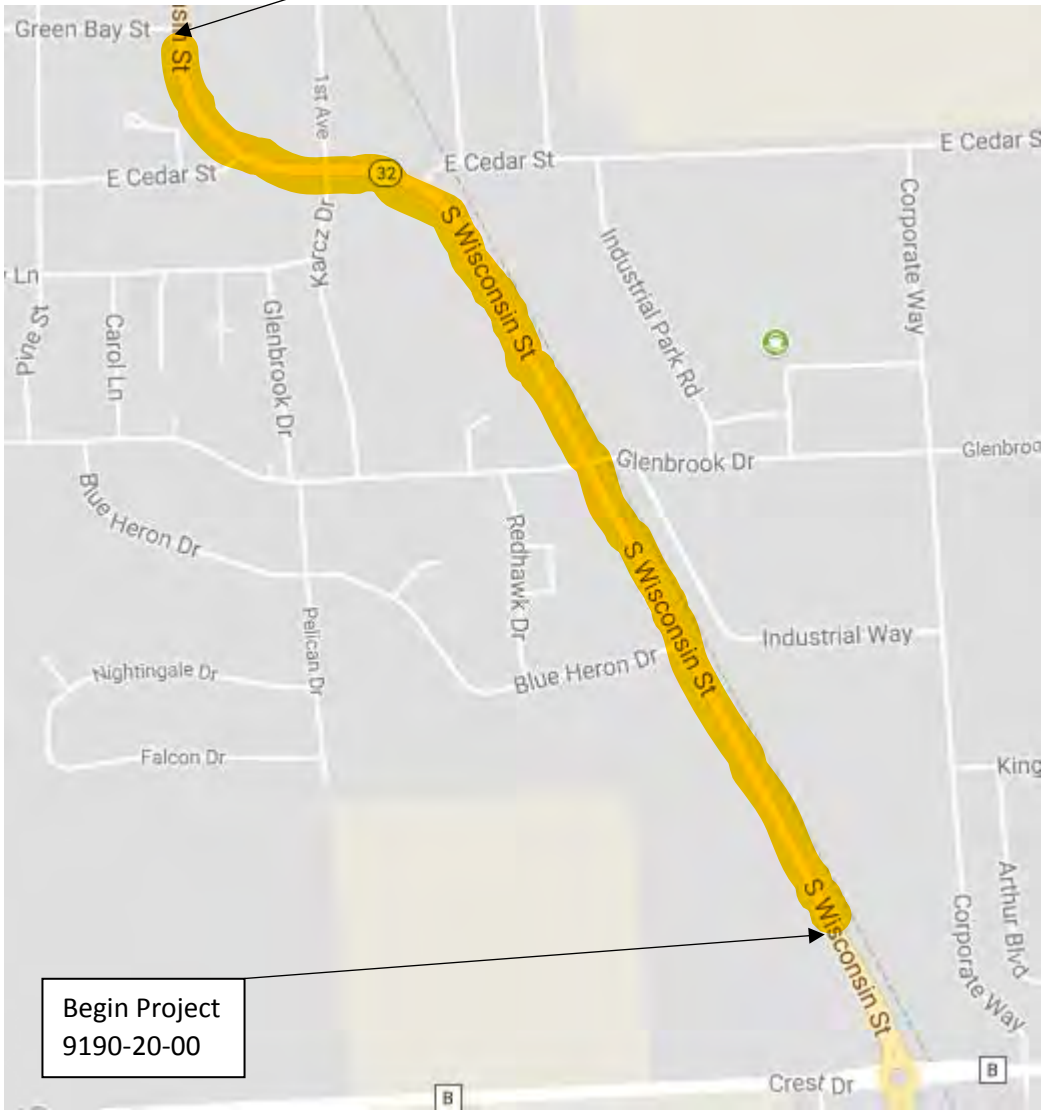 Green Bay St
sin St
1st Ave
E Cedar St
32
E Cedar St
E Cedar S
S Wisconsin St
Karcz Dr
Corporate Way
Industrial Park Rd
Ln
Pine St
Carol Ln
Glenbrook Dr
Glenbrook Dr
Glenbroo
Blue Heron Dr
Redhawk Dr
S Wisconsin St
Pelican Dr
Industrial Way
Blue Heron Dr
Nightingale Dr
Falcon Dr
King
Arthur Blvd
S Wisconsin St
Corporate Way
Begin Project
9190-20-00
Crest Dr
B
B